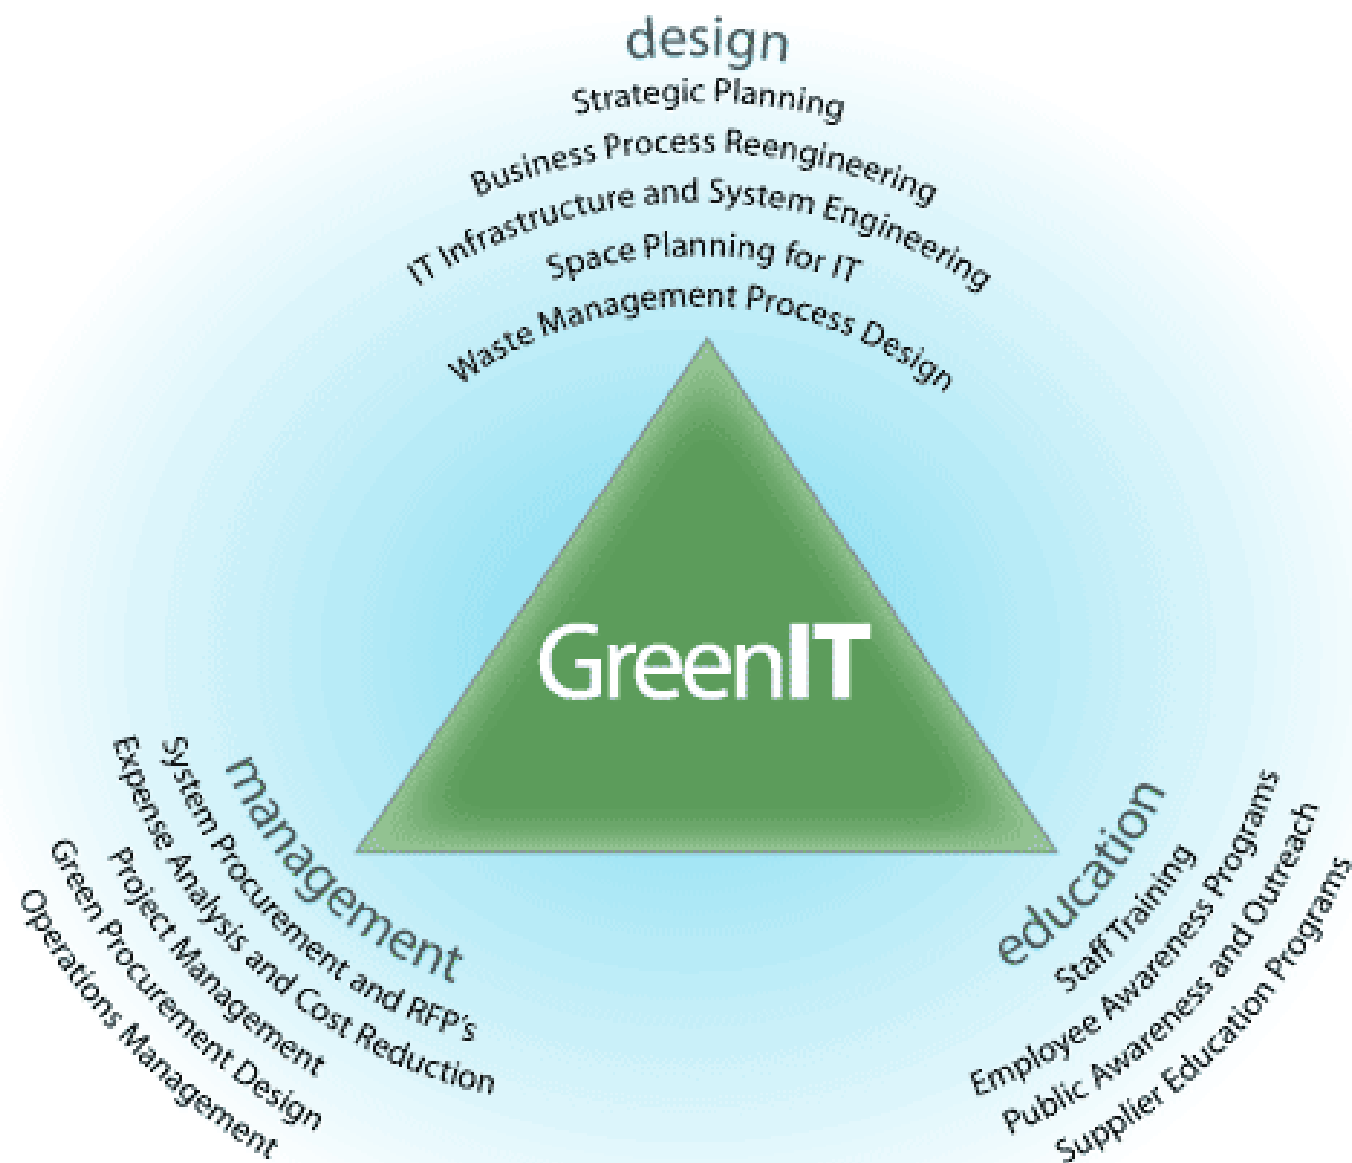 design
Strategic Planning
Business Process Reengineering
IT Infrastructure and System Engineering
Space Planning for IT
Waste Management Process Design
GreenIT
management
System Procurement and RFP's
Expense Analysis and Cost Reduction
Project Management
Green Procurement Design
Operations Management
education
Staff Training
Employee Awareness Programs
Public Awareness and Outreach
Supplier Education Programs